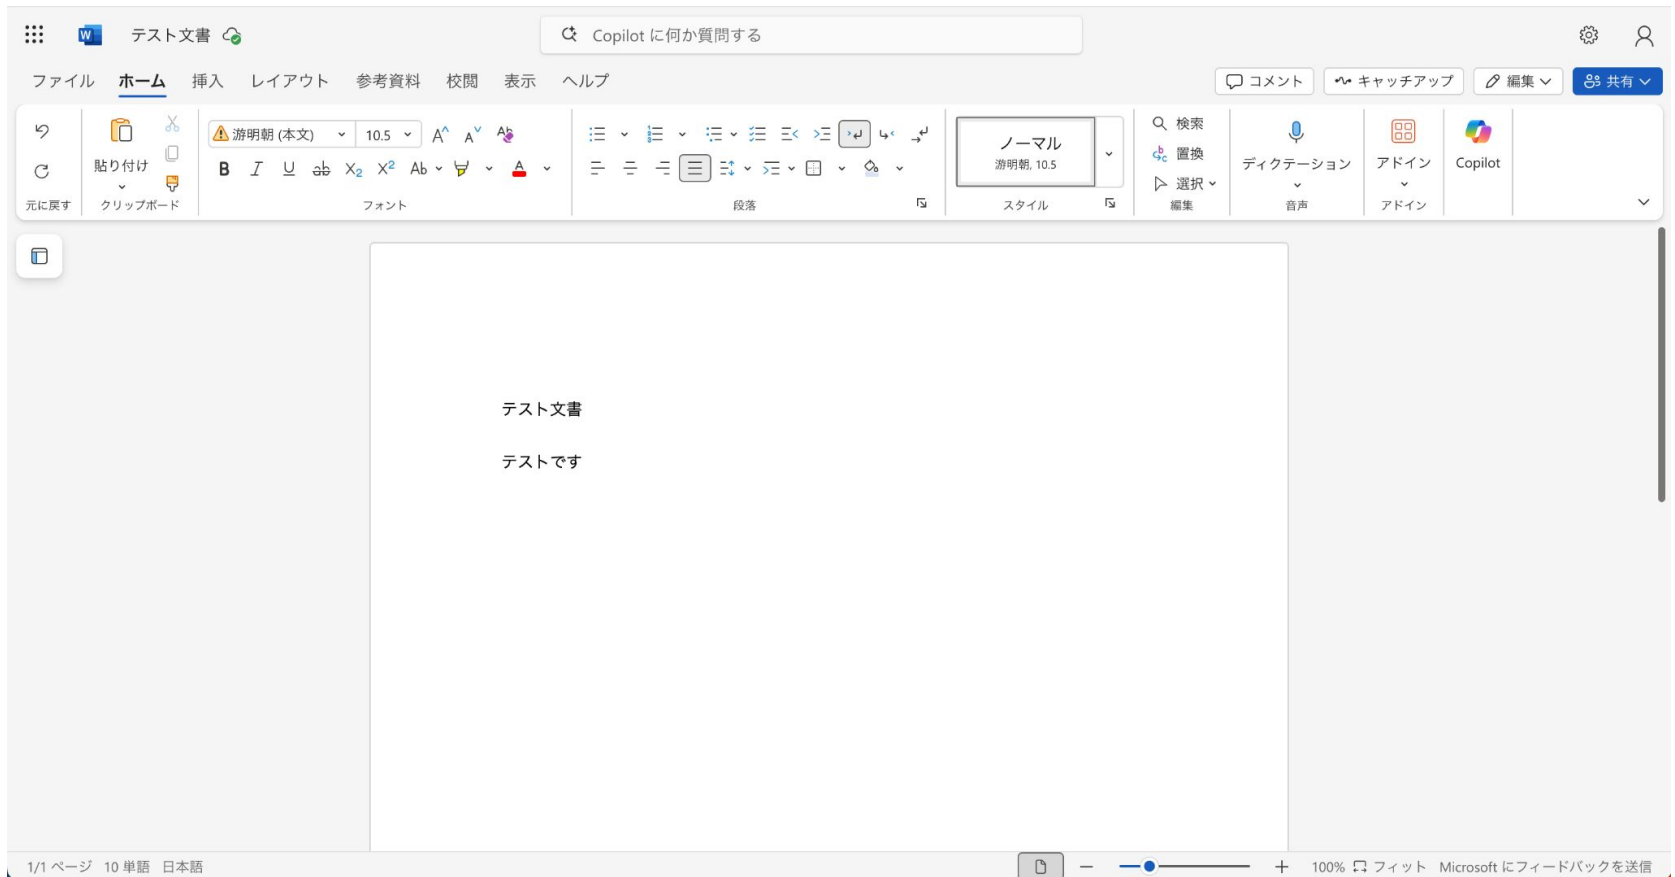 テスト文書
Copilot に何か質問する
ファイル ホーム 挿入 レイアウト 参考資料 校閲 表示 ヘルプ
コメント キャッチアップ 編集 共有
游明朝 (本文) 10.5
貼り付け
元に戻す クリップボード フォント 段落
ノーマル
游明朝, 10.5
スタイル
検索
置換
選択
編集
ディクテーション
音声
アドイン
アドイン
Copilot
テスト文書
テストです
1/1 ページ 10 単語 日本語
100% フィット Microsoft にフィードバックを送信